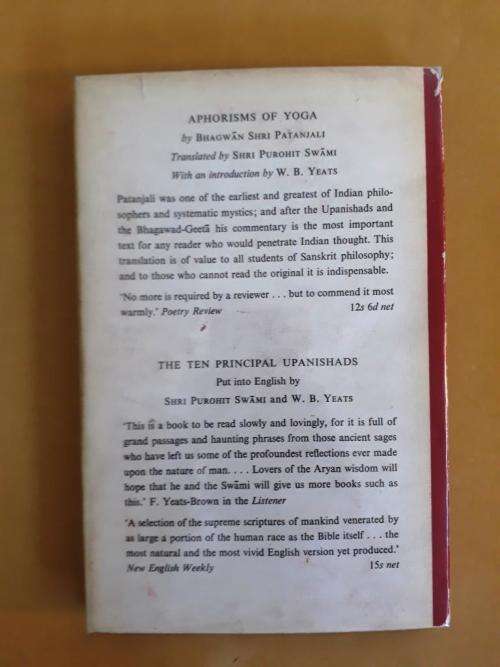 APHORISMS OF YOGA
by BHAGWĀN SHRI PATANJALI
Translated by SHRI PUROHIT SWĀMI
With an introduction by W. B. YEATS
Patanjali was one of the earliest and greatest of Indian philo-
sophers and systematic mystics; and after the Upanishads and
the Bhagawad-Geetā his commentary is the most important
text for any reader who would penetrate Indian thought. This
translation is of value to all students of Sanskrit philosophy;
and to those who cannot read the original it is indispensable.
'No more is required by a reviewer . . . but to commend it most
warmly.' Poetry Review 12s 6d net
THE TEN PRINCIPAL UPANISHADS
Put into English by
SHRI PUROHIT SWĀMI and W. B. YEATS
'This is a book to be read slowly and lovingly, for it is full of
grand passages and haunting phrases from those ancient sages
who have left us some of the profoundest reflections ever made
upon the nature of man. . . . Lovers of the Aryan wisdom will
hope that he and the Swāmi will give us more books such as
this.' F. Yeats-Brown in the Listener
'A selection of the supreme scriptures of mankind venerated by
as large a portion of the human race as the Bible itself . . . the
most natural and the most vivid English version yet produced.'
New English Weekly 15s net